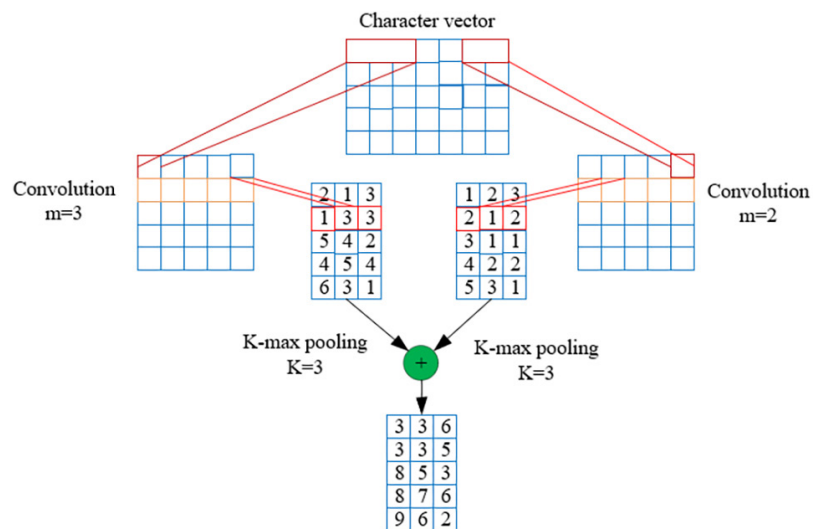 Character vector
Convolution
m=3
Convolution
m=2
2 1 3
1 3 3
5 4 2
4 5 4
6 3 1
1 2 3
2 1 2
3 1 1
4 2 2
5 3 1
K-max pooling
K=3
+
K-max pooling
K=3
3 3 6
3 3 5
8 5 3
8 7 6
9 6 2